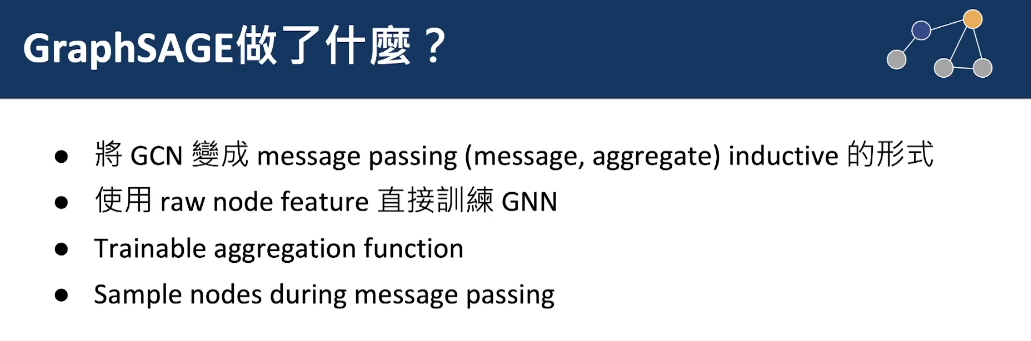 GraphSAGE做了什麼？
● 將 GCN 變成 message passing (message, aggregate) inductive 的形式
● 使用 raw node feature 直接訓練 GNN
● Trainable aggregation function
● Sample nodes during message passing